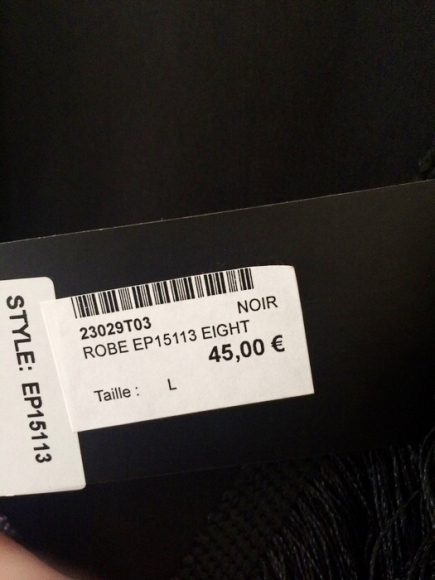 STYLE: EP15113
23029T03 NOIR
ROBE EP15113 EIGHT
45,00 €
Taille : L